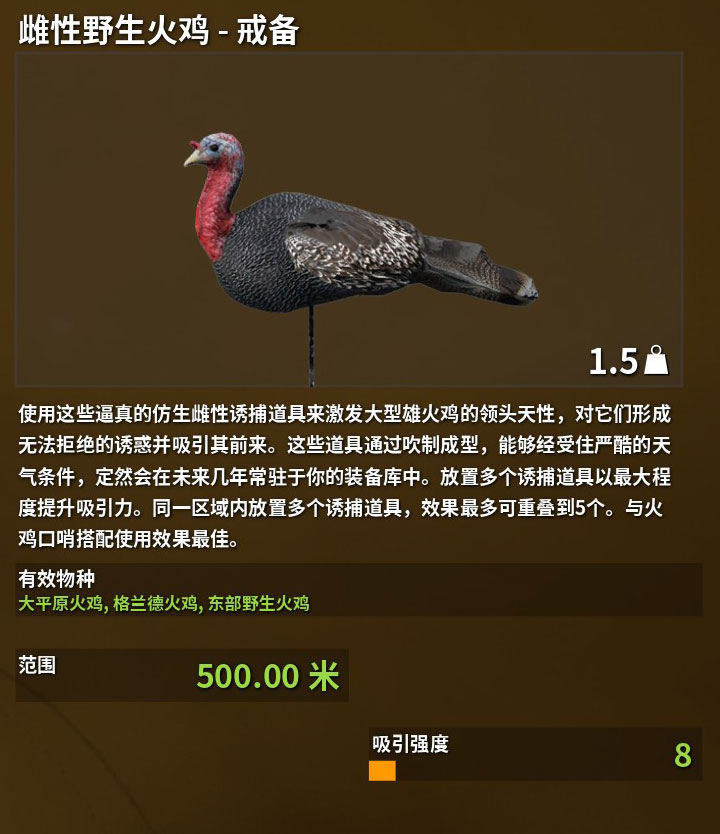 雌性野生火鸡 - 戒备
1.5
使用这些逼真的仿生雌性诱捕道具来激发大型雄火鸡的领头天性，对它们形成
无法拒绝的诱惑并吸引其前来。这些道具通过吹制成型，能够经受住严酷的天
气条件，定然会在未来几年常驻于你的装备库中。放置多个诱捕道具以最大程
度提升吸引力。同一区域内放置多个诱捕道具，效果最多可重叠到5个。与火
鸡口哨搭配使用效果最佳。
有效物种
大平原火鸡, 格兰德火鸡, 东部野生火鸡
范围
500.00 米
吸引强度
8